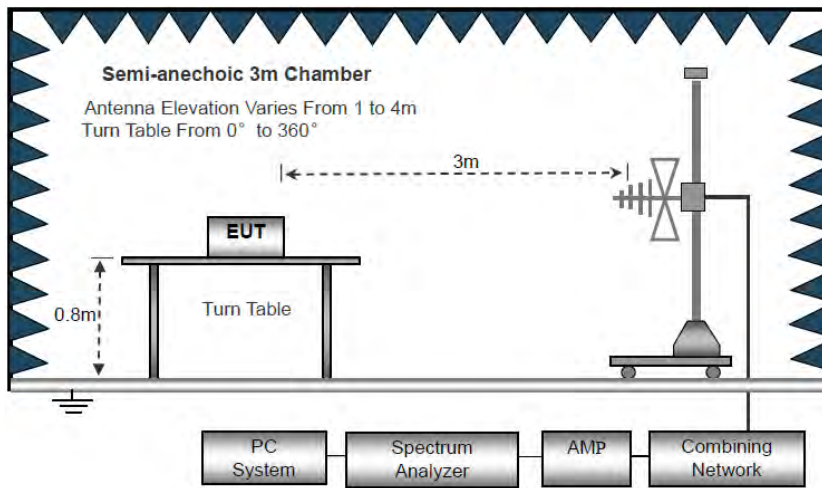 Semi-anechoic 3m Chamber
Antenna Elevation Varies From 1 to 4m
Turn Table From 0° to 360°
3m
EUT
0.8m
Turn Table
PC
System
Spectrum
Analyzer
AMP
Combining
Network